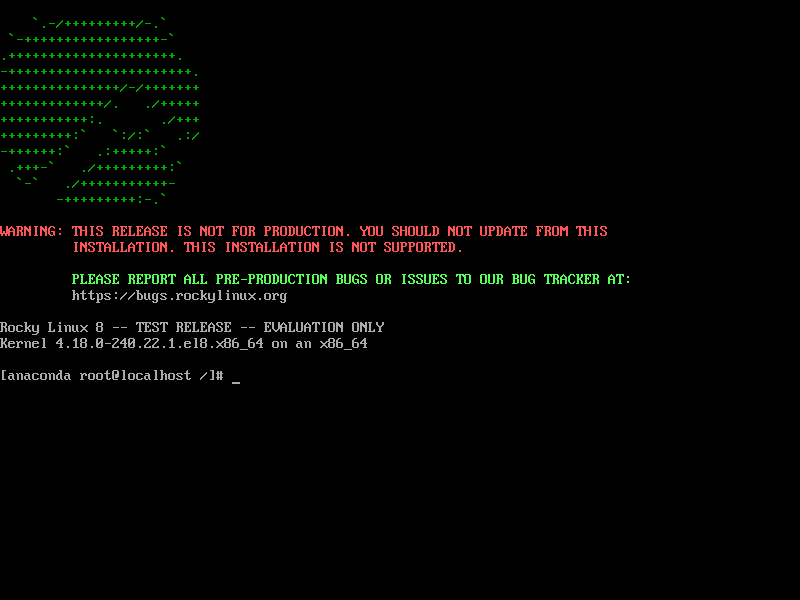 WARNING: THIS RELEASE IS NOT FOR PRODUCTION. YOU SHOULD NOT UPDATE FROM THIS
INSTALLATION. THIS INSTALLATION IS NOT SUPPORTED.
PLEASE REPORT ALL PRE-PRODUCTION BUGS OR ISSUES TO OUR BUG TRACKER AT:
https://bugs.rockylinux.org
Rocky Linux 8 -- TEST RELEASE -- EVALUATION ONLY
Kernel 4.18.0-240.22.1.el8.x86_64 on an x86_64
[anaconda root@localhost /]# _